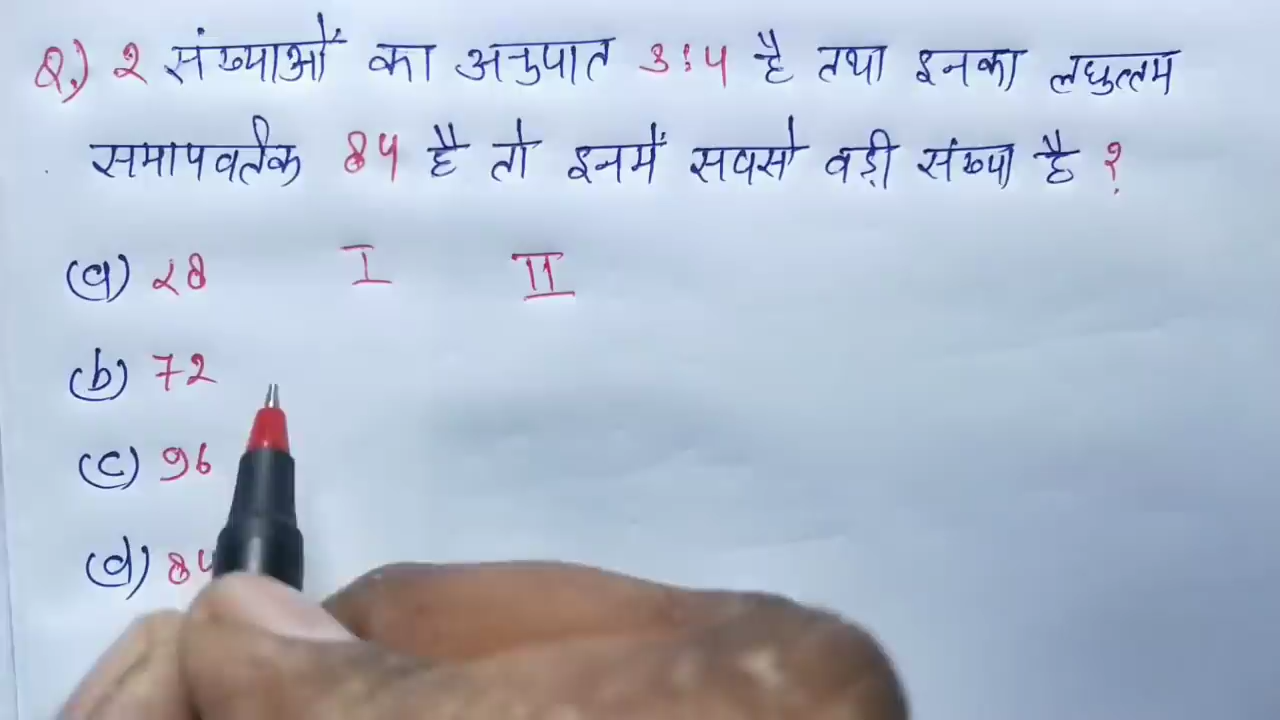 Q.) 2 संख्याओं का अनुपात 3:4 है तथा इनका लघुत्तम
समापवर्तक 84 है तो इनमें सबसे बड़ी संख्या है ?
(a) 28 I II
(b) 72
(c) 96
(d) 84